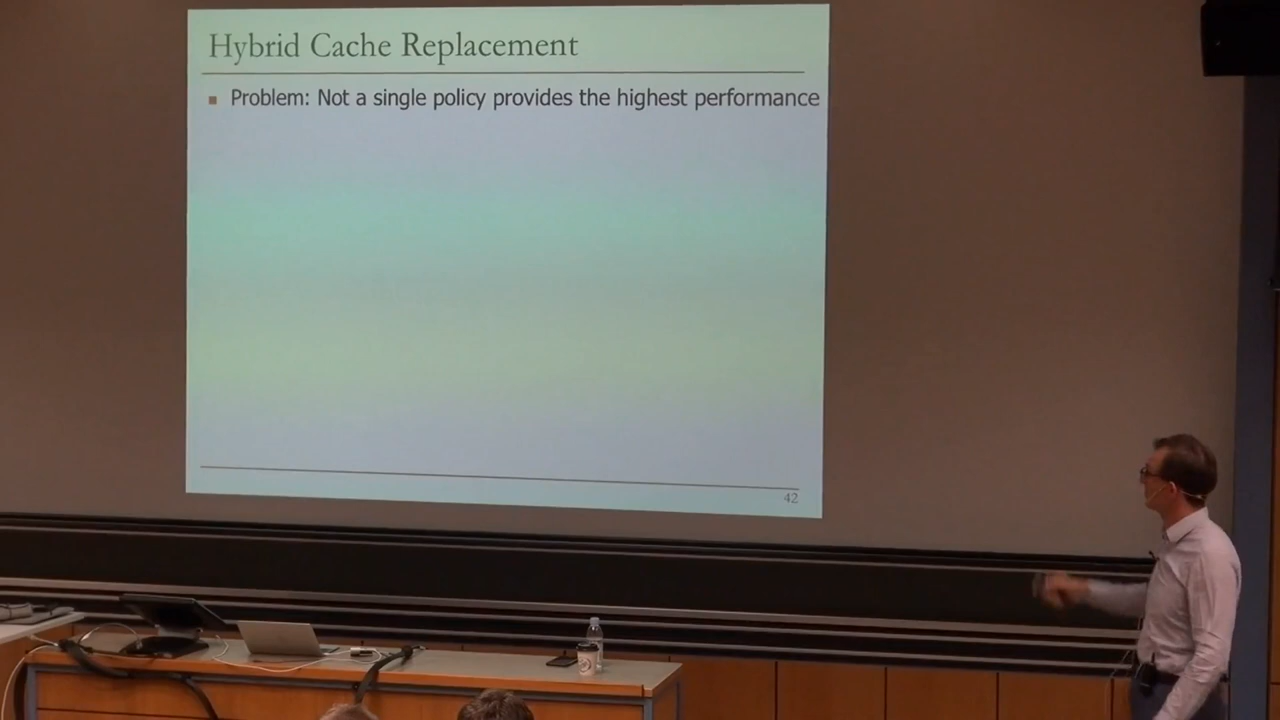 Hybrid Cache Replacement
Problem: Not a single policy provides the highest performance
42